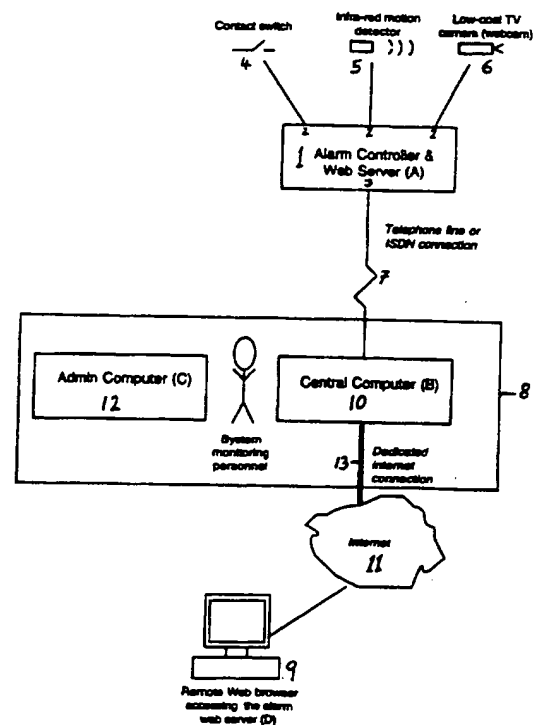 Contact switch
4
Infra-red motion
detector
5
Low-cost TV
camera (webcam)
6
2
2
2
1
Alarm Controller &
Web Server (A)
3
Telephone line or
ISDN connection
7
8
Admin Computer (C)
12
System
monitoring
personnel
Central Computer (B)
10
13
Dedicated
internet
connection
Internet
11
9
Remote Web browser
accessing the alarm
web server (D)